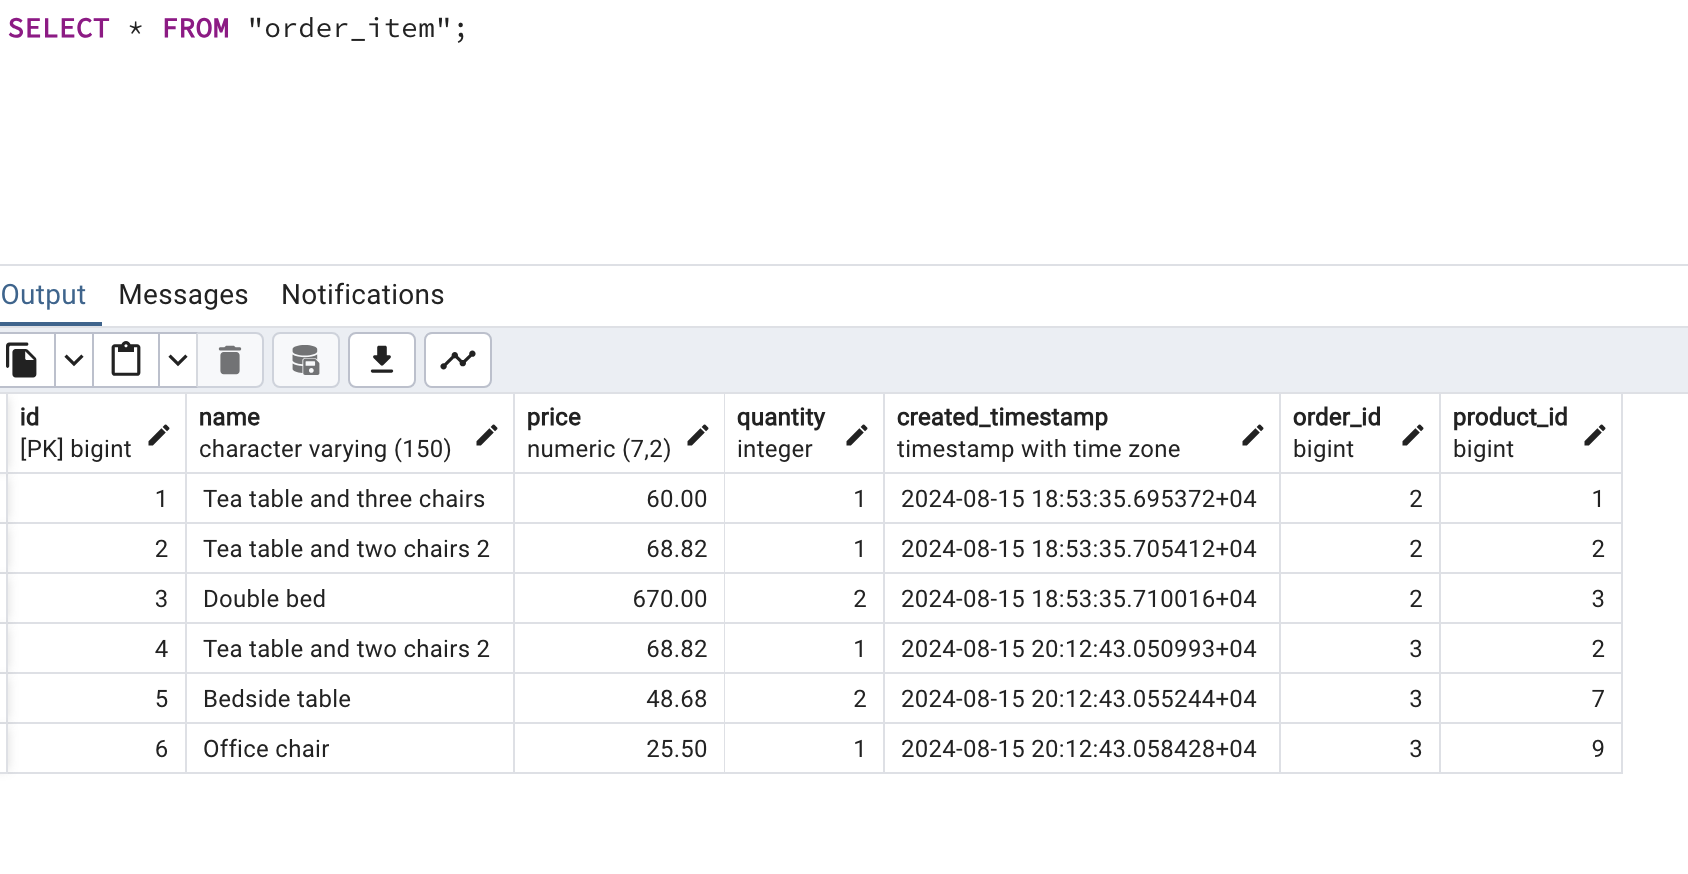 SELECT * FROM "order_item";
Output Messages Notifications
id name price quantity created_timestamp order_id product_id
[PK] bigint character varying (150) numeric (7,2) integer timestamp with time zone bigint bigint
1 Tea table and three chairs 60.00 1 2024-08-15 18:53:35.695372+04 2 1
2 Tea table and two chairs 2 68.82 1 2024-08-15 18:53:35.705412+04 2 2
3 Double bed 670.00 2 2024-08-15 18:53:35.710016+04 2 3
4 Tea table and two chairs 2 68.82 1 2024-08-15 20:12:43.050993+04 3 2
5 Bedside table 48.68 2 2024-08-15 20:12:43.055244+04 3 7
6 Office chair 25.50 1 2024-08-15 20:12:43.058428+04 3 9